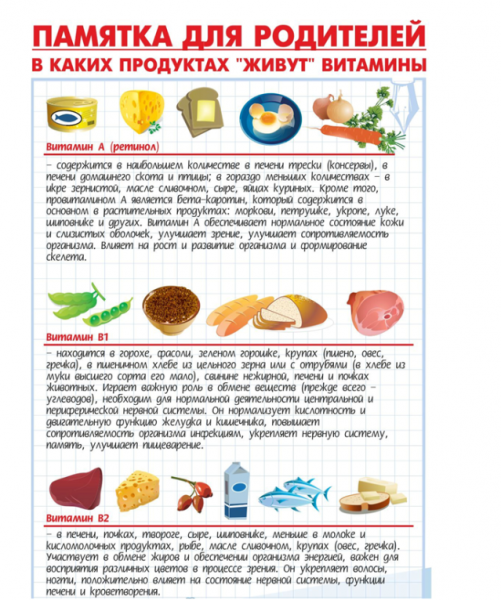 ПАМЯТКА ДЛЯ РОДИТЕЛЕЙ
В КАКИХ ПРОДУКТАХ "ЖИВУТ" ВИТАМИНЫ
Витамин А (ретинол)
– содержится в наибольшем количестве в печени трески (консервы), в
печени домашнего скота и птицы; в гораздо меньших количествах – в
икре зернистой, масле сливочном, сыре, яйцах куриных. Кроме того,
провитамином А является бета-каротин, который содержится в
основном в растительных продуктах: моркови, петрушке, укропе, луке,
шиповнике и других. Витамин А обеспечивает нормальное состояние кожи
и слизистых оболочек, улучшает зрение, улучшает сопротивляемость
организма. Влияет на рост и развитие организма и формирование
скелета.
Витамин В1
– находится в горохе, фасоли, зеленом горошке, крупах (пшено, овес,
гречка), в пшеничном хлебе из цельного зерна или с отрубями (в хлебе из
муки высшего сорта его мало), свинине нежирной, печени и почках
животных. Играет важную роль в обмене веществ (прежде всего –
углеводов), необходим для нормальной деятельности центральной и
периферической нервной системы. Он нормализует кислотность и
двигательную функцию желудка и кишечника, повышает
сопротивляемость организма инфекциям, укрепляет нервную систему,
память, улучшает пищеварение.
Витамин В2
– в печени, почках, твороге, сыре, шиповнике, меньше в молоке и
кисломолочных продуктах, рыбе, масле сливочном, крупах (овес, гречка).
Участвует в обмене жиров и обеспечении организма энергией, важен для
восприятия различных цветов в процессе зрения. Он укрепляет волосы,
ногти, положительно влияет на состояние нервной системы, функции
печени и кроветворения.